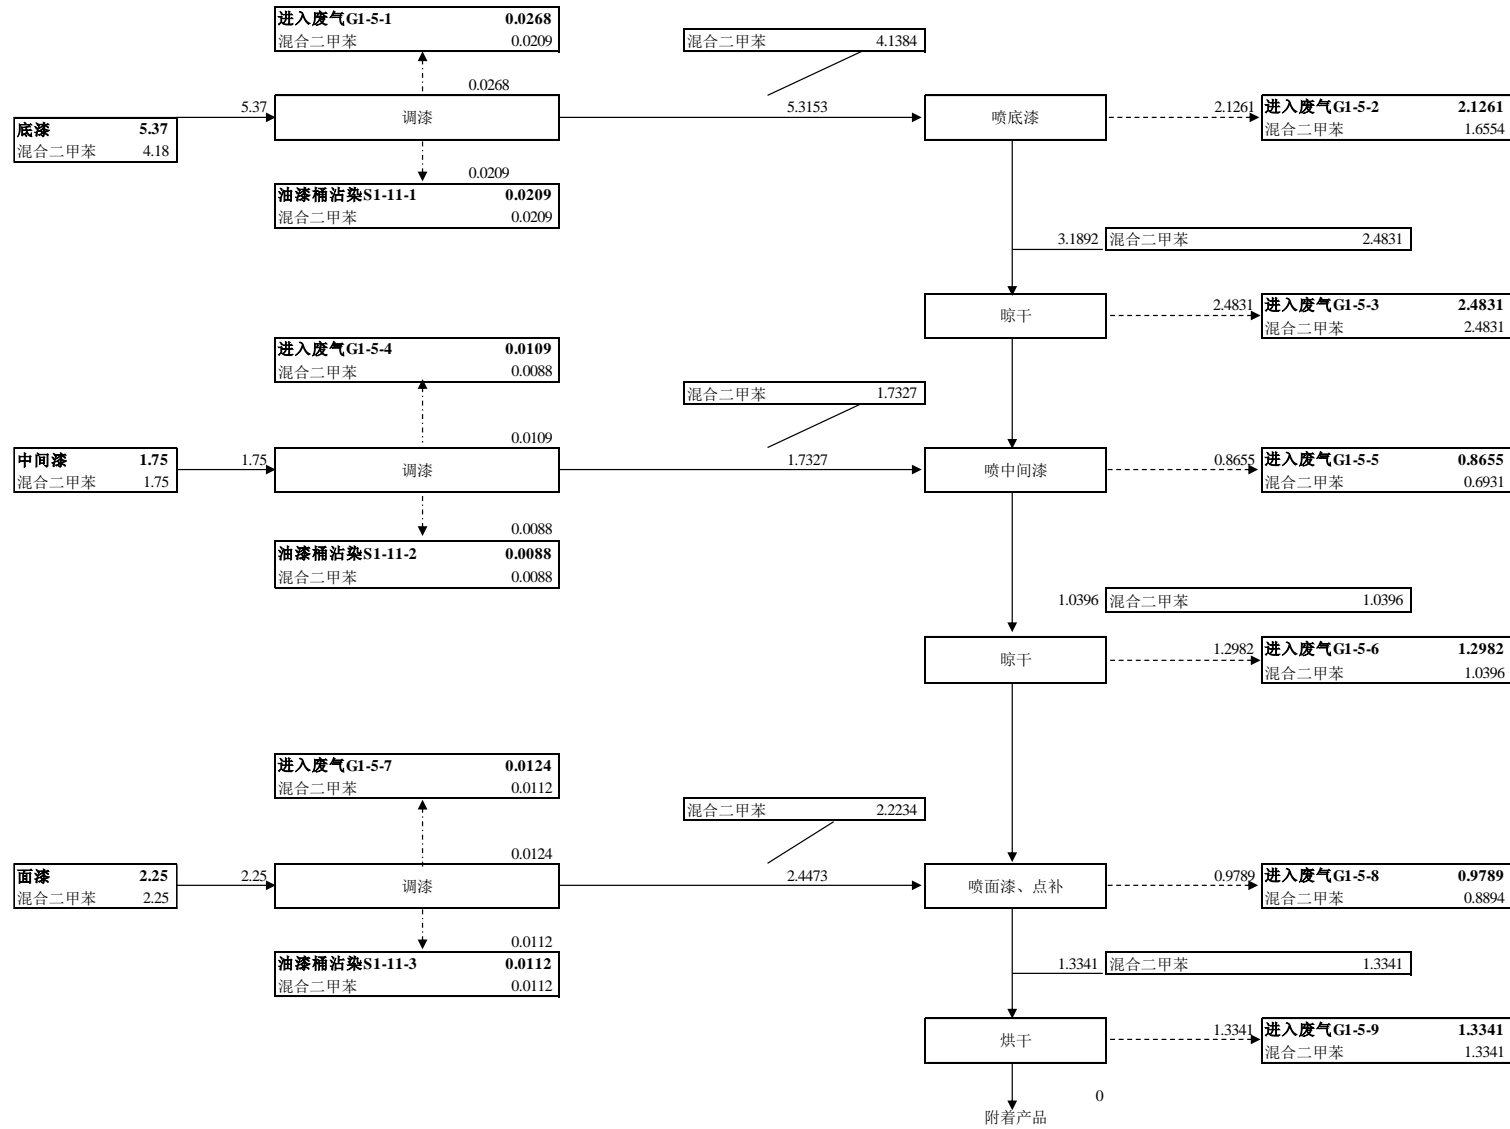 进入废气G1-5-1 0.0268
混合二甲苯 0.0209
混合二甲苯 4.1384
0.0268
5.37
调漆
5.3153
喷底漆
2.1261
进入废气G1-5-2 2.1261
混合二甲苯 1.6554
底漆 5.37
混合二甲苯 4.18
0.0209
油漆桶沾染S1-11-1 0.0209
混合二甲苯 0.0209
3.1892
混合二甲苯 2.4831
晾干
2.4831
进入废气G1-5-3 2.4831
混合二甲苯 2.4831
进入废气G1-5-4 0.0109
混合二甲苯 0.0088
混合二甲苯 1.7327
0.0109
中间漆 1.75
混合二甲苯 1.75
1.75
调漆
1.7327
喷中间漆
0.8655
进入废气G1-5-5 0.8655
混合二甲苯 0.6931
0.0088
油漆桶沾染S1-11-2 0.0088
混合二甲苯 0.0088
1.0396
混合二甲苯 1.0396
晾干
1.2982
进入废气G1-5-6 1.2982
混合二甲苯 1.0396
进入废气G1-5-7 0.0124
混合二甲苯 0.0112
混合二甲苯 2.2234
0.0124
面漆 2.25
混合二甲苯 2.25
2.25
调漆
2.4473
喷面漆、点补
0.9789
进入废气G1-5-8 0.9789
混合二甲苯 0.8894
0.0112
油漆桶沾染S1-11-3 0.0112
混合二甲苯 0.0112
1.3341
混合二甲苯 1.3341
烘干
1.3341
进入废气G1-5-9 1.3341
混合二甲苯 1.3341
0
附着产品